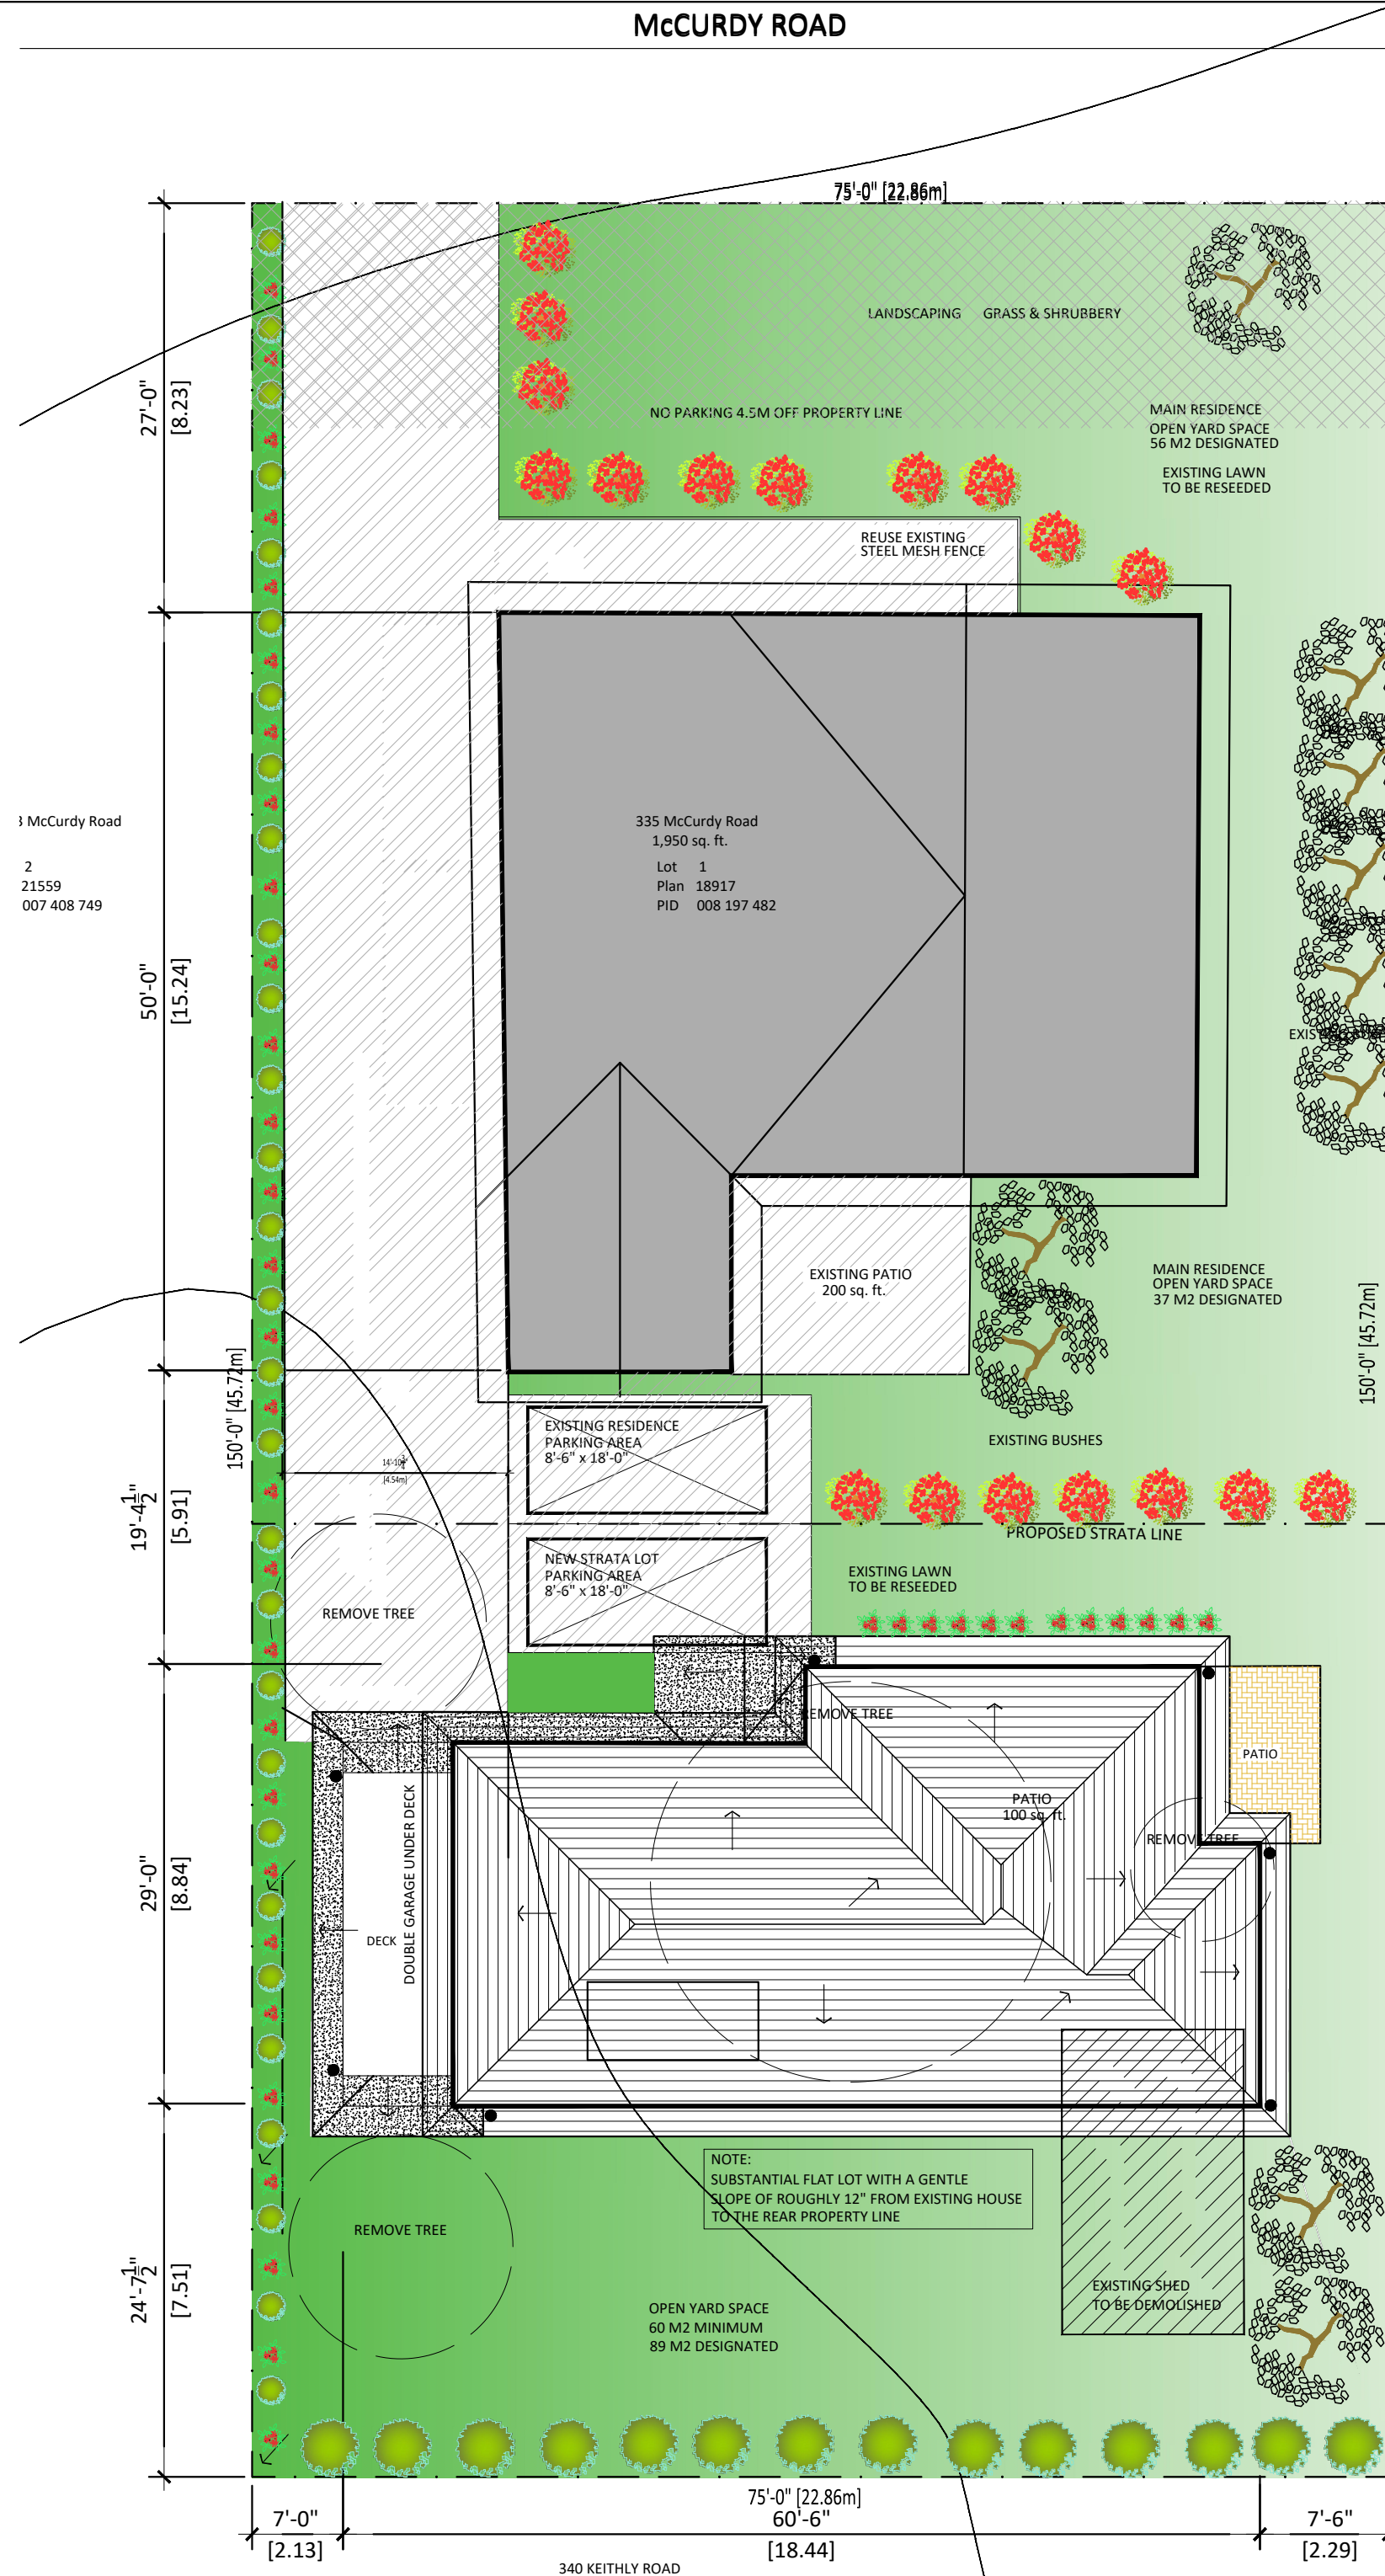 McCURDY ROAD
75'-0" [22.86m]
LANDSCAPING GRASS & SHRUBBERY
27'-0"
[8.23]
NO PARKING 4.5M OFF PROPERTY LINE
MAIN RESIDENCE
OPEN YARD SPACE
56 M2 DESIGNATED
EXISTING LAWN
TO BE RESEEDED
REUSE EXISTING
STEEL MESH FENCE
3 McCurdy Road
2
21559
007 408 749
335 McCurdy Road
1,950 sq. ft.
Lot 1
Plan 18917
PID 008 197 482
50'-0"
[15.24]
EXISTING PATIO
200 sq. ft.
MAIN RESIDENCE
OPEN YARD SPACE
37 M2 DESIGNATED
150'-0" [45.72m]
150'-0" [45.72m]
EXISTING RESIDENCE
PARKING AREA
8'-6" x 18'-0"
EXISTING BUSHES
[4.54m]
19'-4 1/2"
[5.91]
PROPOSED STRATA LINE
NEW STRATA LOT
PARKING AREA
8'-6" x 18'-0"
EXISTING LAWN
TO BE RESEEDED
REMOVE TREE
REMOVE TREE
PATIO
PATIO
100 sq. ft.
REMOVE TREE
29'-0"
[8.84]
DECK
DOUBLE GARAGE UNDER DECK
NOTE:
SUBSTANTIAL FLAT LOT WITH A GENTLE
SLOPE OF ROUGHLY 12" FROM EXISTING HOUSE
TO THE REAR PROPERTY LINE
REMOVE TREE
24'-7 1/2"
[7.51]
EXISTING SHED
TO BE DEMOLISHED
OPEN YARD SPACE
60 M2 MINIMUM
89 M2 DESIGNATED
75'-0" [22.86m]
7'-0"
[2.13]
60'-6"
[18.44]
7'-6"
[2.29]
340 KEITHLY ROAD